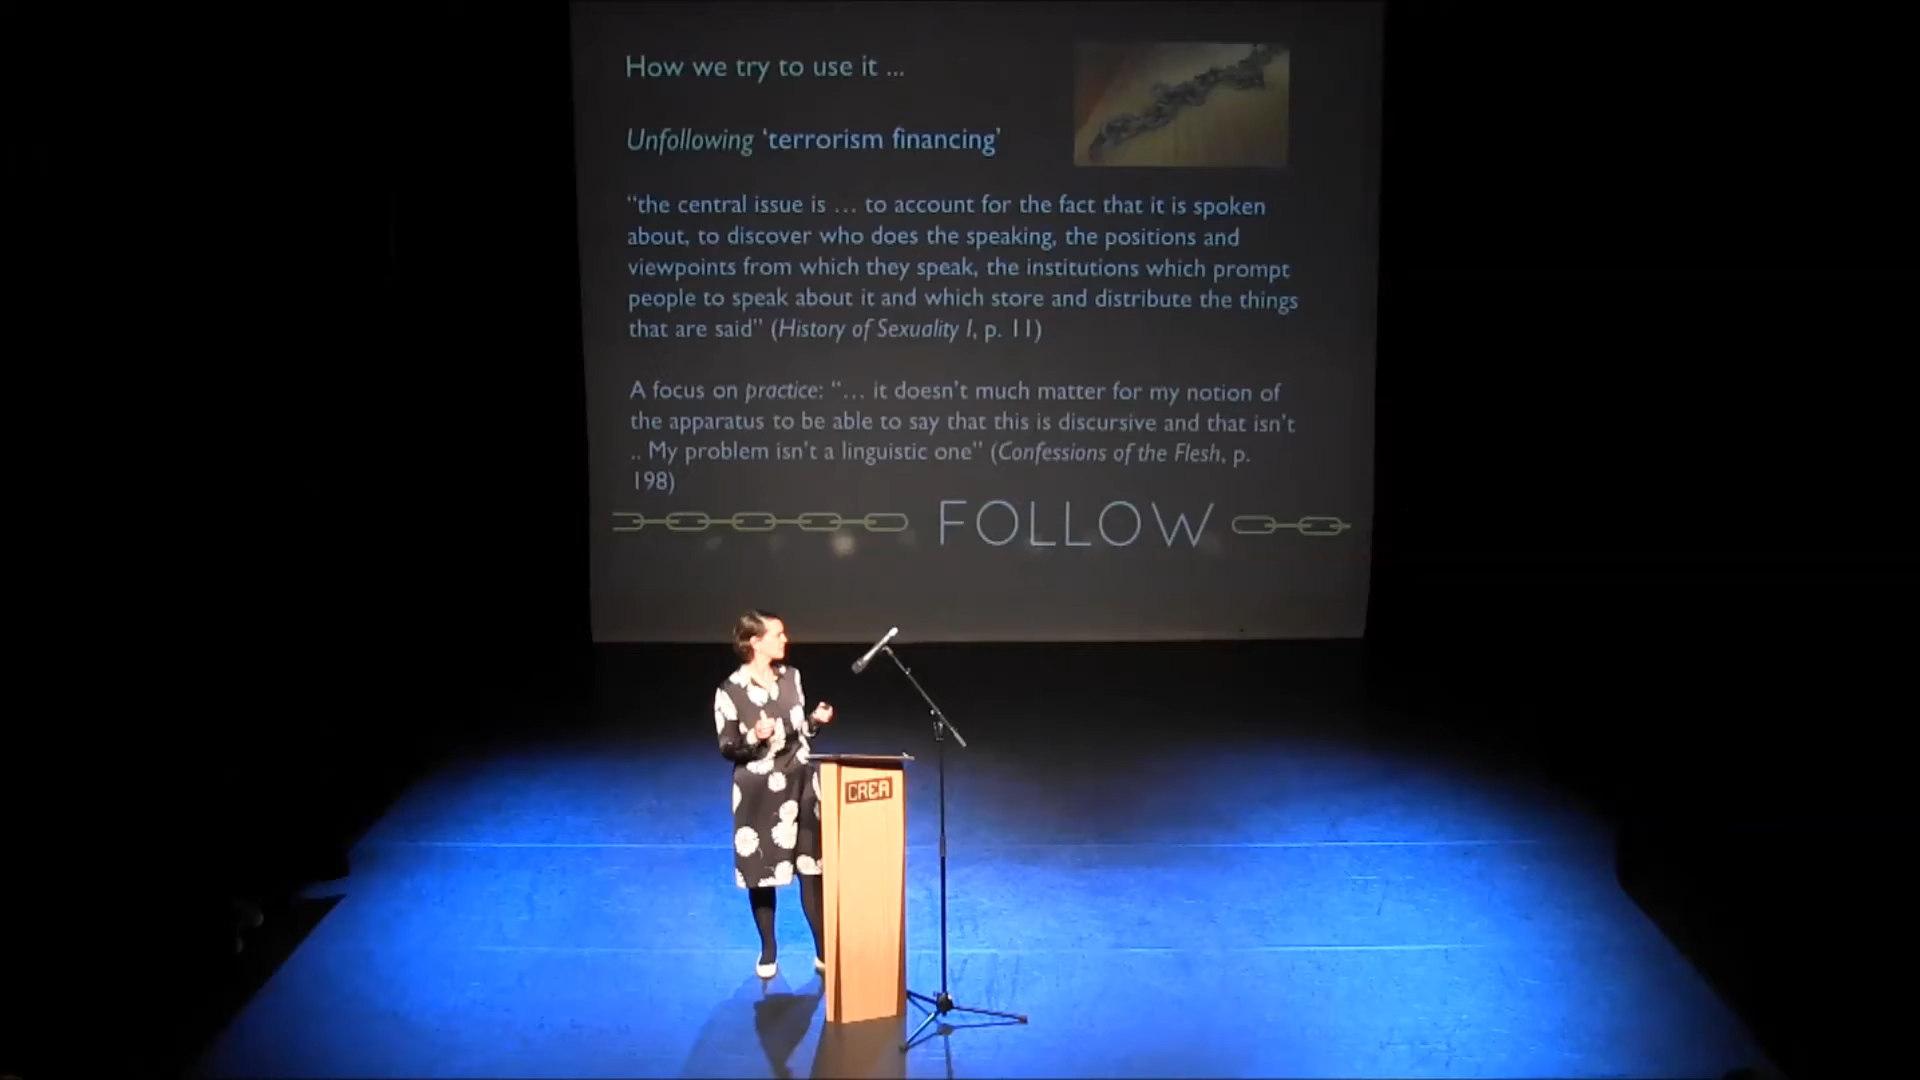 How we try to use it ...
Unfollowing ‘terrorism financing’
“the central issue is … to account for the fact that it is spoken
about, to discover who does the speaking, the positions and
viewpoints from which they speak, the institutions which prompt
people to speak about it and which store and distribute the things
that are said” (History of Sexuality I, p. 11)
A focus on practice: “… it doesn’t much matter for my notion of
the apparatus to be able to say that this is discursive and that isn’t
.. My problem isn’t a linguistic one” (Confessions of the Flesh, p.
198)
FOLLOW
CREA